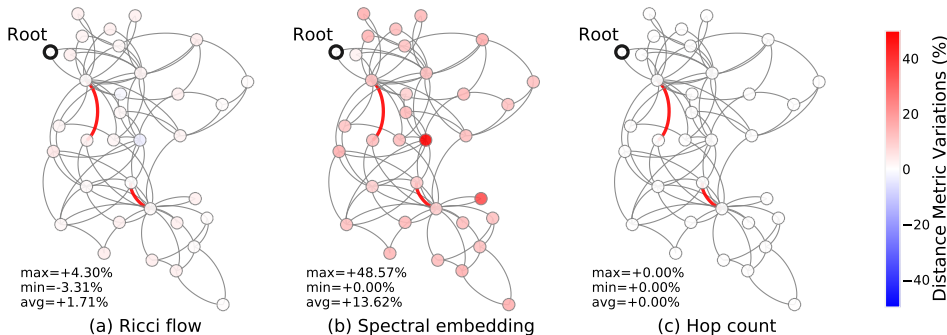 Root
max=+4.30%
min=-3.31%
avg=+1.71%
(a) Ricci flow
Root
max=+48.57%
min=+0.00%
avg=+13.62%
(b) Spectral embedding
Root
max=+0.00%
min=+0.00%
avg=+0.00%
(c) Hop count
40
20
0
−20
−40
Distance Metric Variations (%)